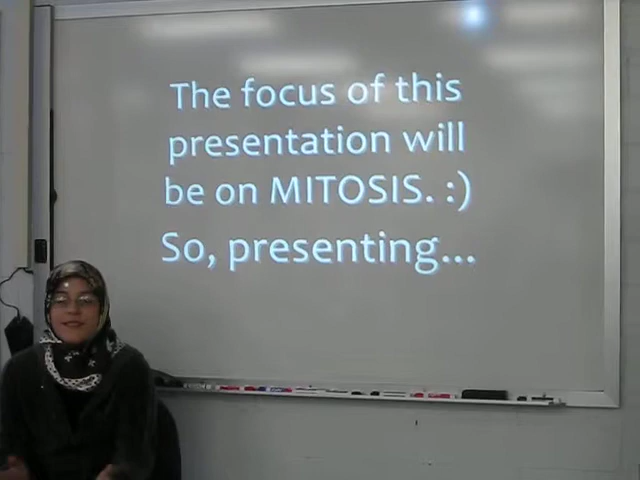 The focus of this
presentation will
be on MITOSIS. :)
So, presenting...